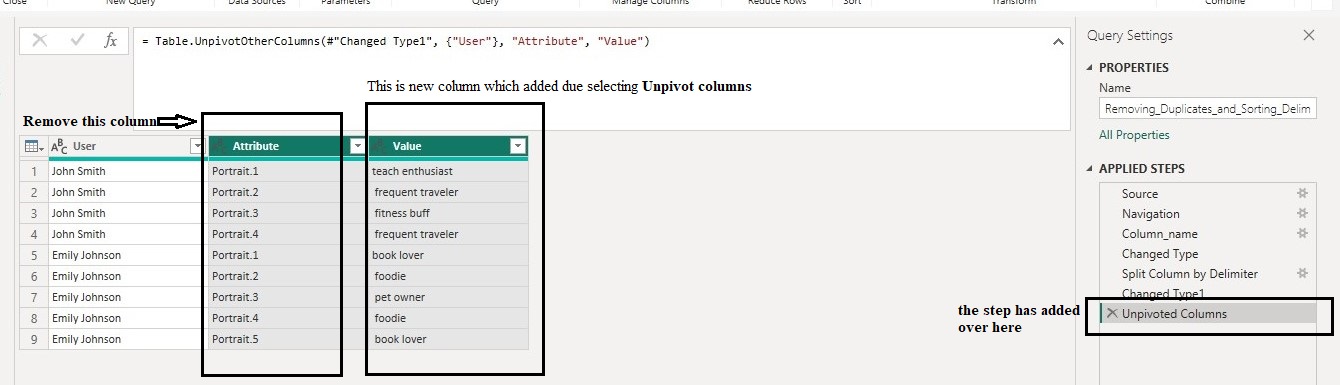 Close New Query Data Sources Parameters Query Manage Columns Reduce Rows Sort Transform Combine
fx = Table.UnpivotOtherColumns(#"Changed Type1", {"User"}, "Attribute", "Value")
This is new column which added due selecting Unpivot columns
Remove this column
ABC User Attribute Value
1 John Smith Portrait.1 teach enthusiast
2 John Smith Portrait.2 frequent traveler
3 John Smith Portrait.3 fitness buff
4 John Smith Portrait.4 frequent traveler
5 Emily Johnson Portrait.1 book lover
6 Emily Johnson Portrait.2 foodie
7 Emily Johnson Portrait.3 pet owner
8 Emily Johnson Portrait.4 foodie
9 Emily Johnson Portrait.5 book lover
Query Settings
PROPERTIES
Name
Removing_Duplicates_and_Sorting_Delim
All Properties
APPLIED STEPS
Source
Navigation
Column_name
Changed Type
Split Column by Delimiter
Changed Type1
Unpivoted Columns
the step has added
over here